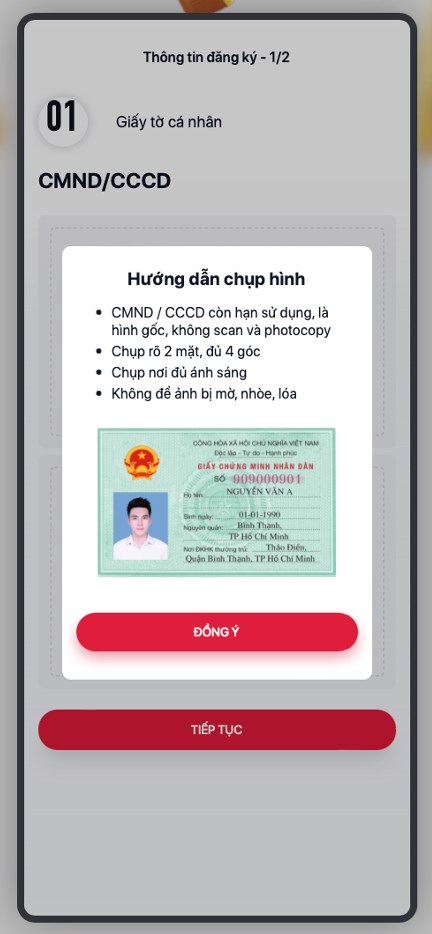 Thông tin đăng ký - 1/2
01
Giấy tờ cá nhân
CMND/CCCD
Hướng dẫn chụp hình
• CMND / CCCD còn hạn sử dụng, là
hình gốc, không scan và photocopy
• Chụp rõ 2 mặt, đủ 4 góc
• Chụp nơi đủ ánh sáng
• Không để ảnh bị mờ, nhòe, lóa
CỘNG HÒA XÃ HỘI CHỦ NGHĨA VIỆT NAM
Độc lập - Tự do - Hạnh phúc
GIẤY CHỨNG MINH NHÂN DÂN
SỐ 909000901
Họ tên: NGUYỄN VĂN A
Sinh ngày: 01-01-1990
Nguyên quán: Bình Thạnh,
TP Hồ Chí Minh
Nơi ĐKHK thường trú: Thảo Điền,
Quận Bình Thạnh, TP Hồ Chí Minh
ĐỒNG Ý
TIẾP TỤC